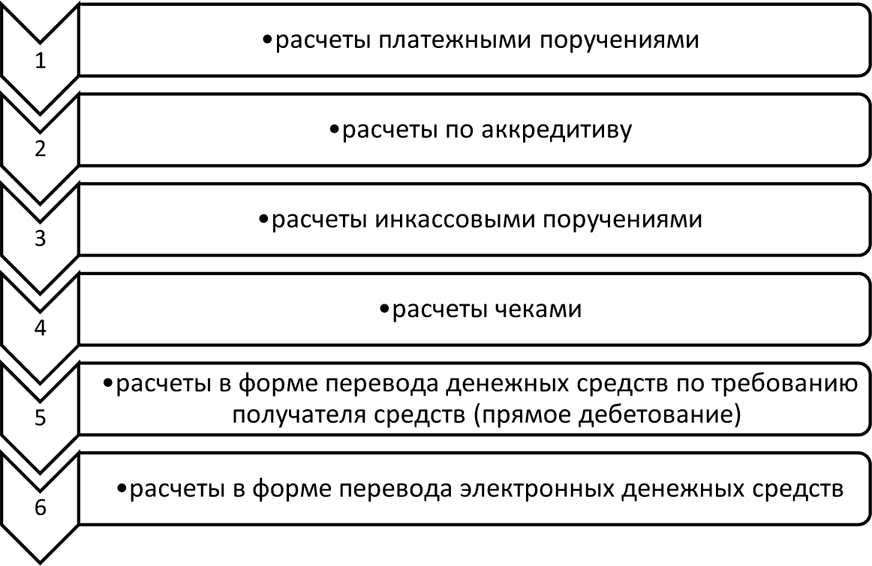 1
•расчеты платежными поручениями
2
•расчеты по аккредитиву
3
•расчеты инкассовыми поручениями
4
•расчеты чеками
5
•расчеты в форме перевода денежных средств по требованию
получателя средств (прямое дебетование)
6
•расчеты в форме перевода электронных денежных средств